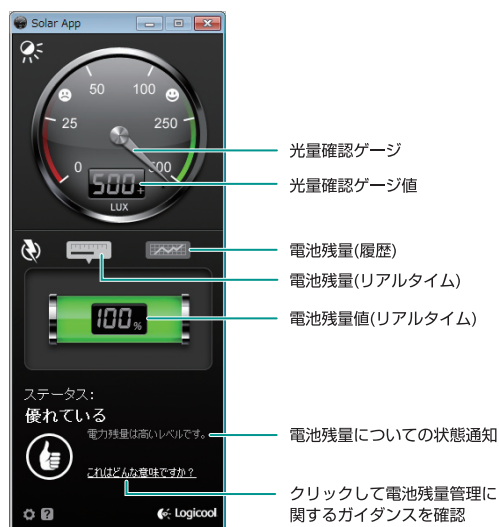 Solar App
50
100
25
250
0
500
500+
LUX
光量確認ゲージ
光量確認ゲージ値
電池残量(履歴)
電池残量(リアルタイム)
100%
電池残量値(リアルタイム)
ステータス:
優れている
電力残量は高いレベルです。
電池残量についての状態通知
これはどんな意味ですか?
クリックして電池残量管理に
関するガイダンスを確認
?
Logicool